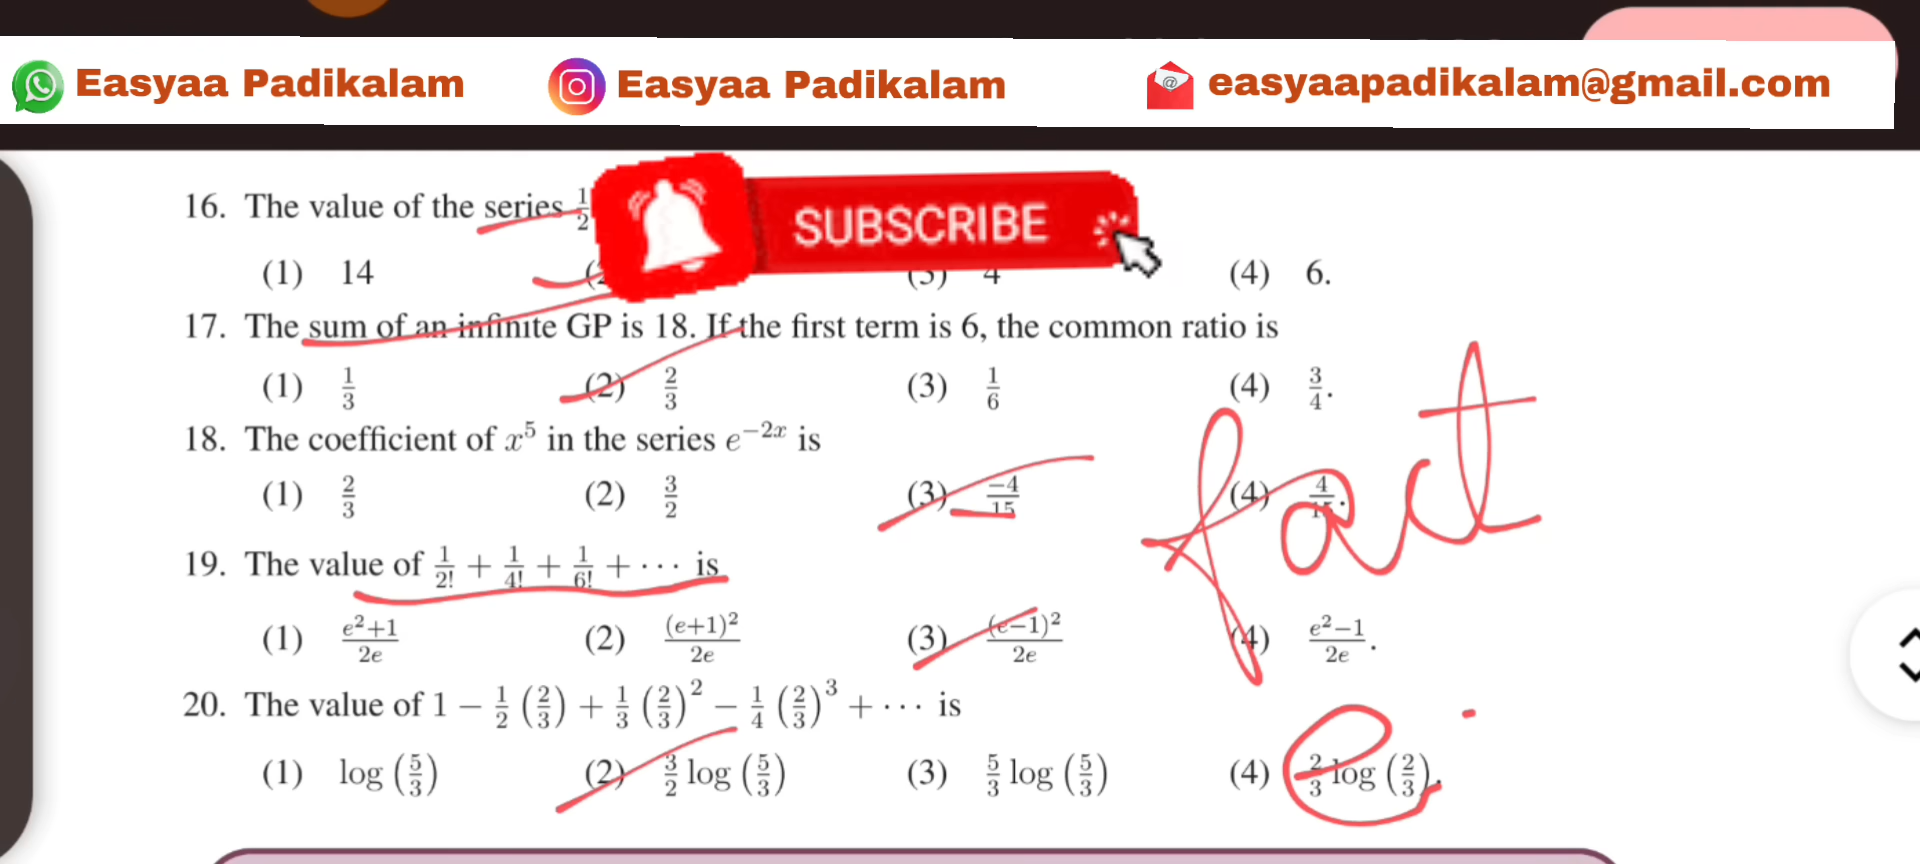 Easyaa Padikalam Easyaa Padikalam easyaapadikalam@gmail.com
16. The value of the series 1/2
SUBSCRIBE
(1) 14 (3) 4 (4) 6.
17. The sum of an infinite GP is 18. If the first term is 6, the common ratio is
(1) 1/3 (2) 2/3 (3) 1/6 (4) 3/4.
18. The coefficient of x⁵ in the series e⁻²ˣ is
(1) 2/3 (2) 3/2 (3) −4/15 (4) 4/15.
19. The value of 1/2! + 1/4! + 1/6! + ⋯ is
(1) e²+1/2e (2) (e+1)²/2e (3) (e−1)²/2e (4) e²−1/2e.
20. The value of 1 − 1/2 (2/3) + 1/3 (2/3)² − 1/4 (2/3)³ + ⋯ is
(1) log (5/3) (2) 3/2 log (5/3) (3) 5/3 log (5/3) (4) 2/3 log (2/3).
fact